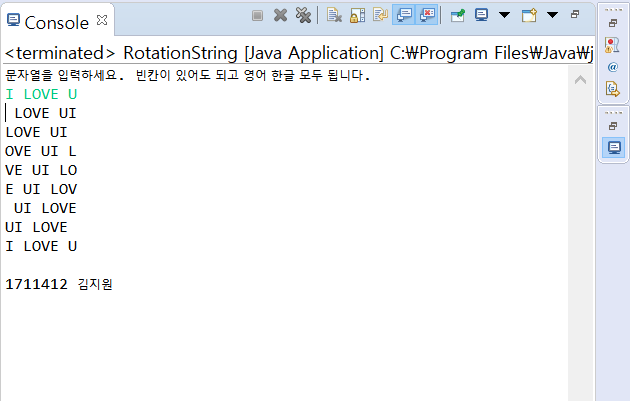 Console
<terminated> RotationString [Java Application] C:₩Program Files₩Java₩j
문자열을 입력하세요. 빈칸이 있어도 되고 영어 한글 모두 됩니다.
I LOVE U
 LOVE UI
LOVE UI 
OVE UI L
VE UI LO
E UI LOV
 UI LOVE
UI LOVE 
I LOVE U

1711412 김지원